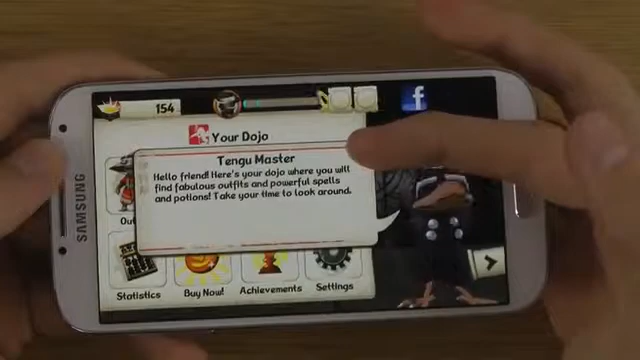 154
f
Your Dojo
Tengu Master
Hello friend! Here's your dojo where you will
find fabulous outfits and powerful spells
and potions! Take your time to look around.
Statistics
Buy Now!
Achievements
Settings
SAMSUNG